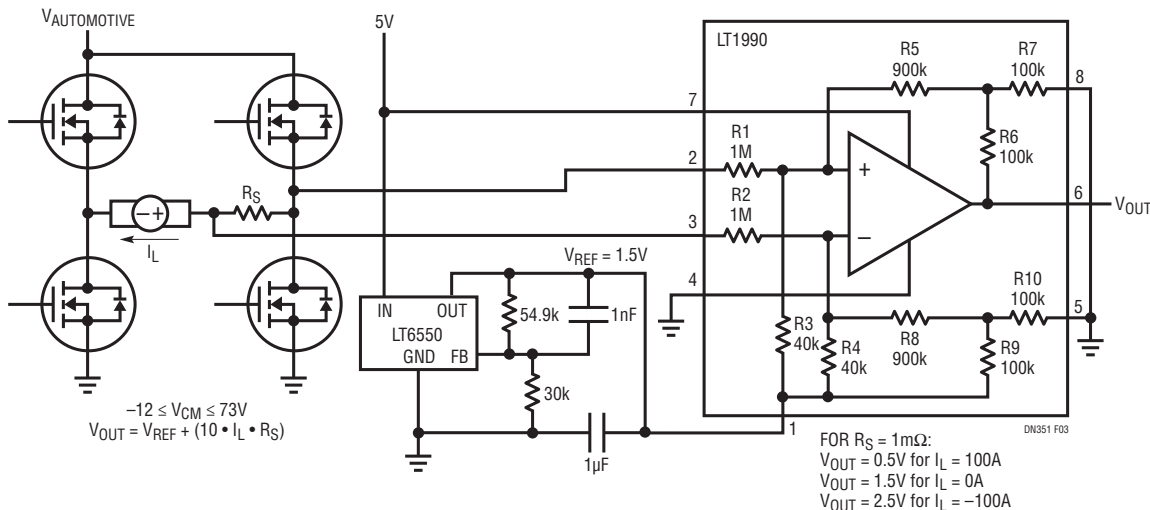 VAUTOMOTIVE
5V
LT1990
R5
900k
R7
100k
8
7
R6
100k
R1
1M
2
+
RS
R2
1M
6
VOUT
−+
3
–
IL
VREF = 1.5V
4
R10
100k
IN
OUT
54.9k
1nF
R3
40k
R8
900k
5
LT6550
R4
40k
R9
100k
GND
FB
30k
–12 ≤ VCM ≤ 73V
VOUT = VREF + (10 • IL • RS)
1
DN351 F03
1µF
FOR RS = 1mΩ:
VOUT = 0.5V for IL = 100A
VOUT = 1.5V for IL = 0A
VOUT = 2.5V for IL = –100A